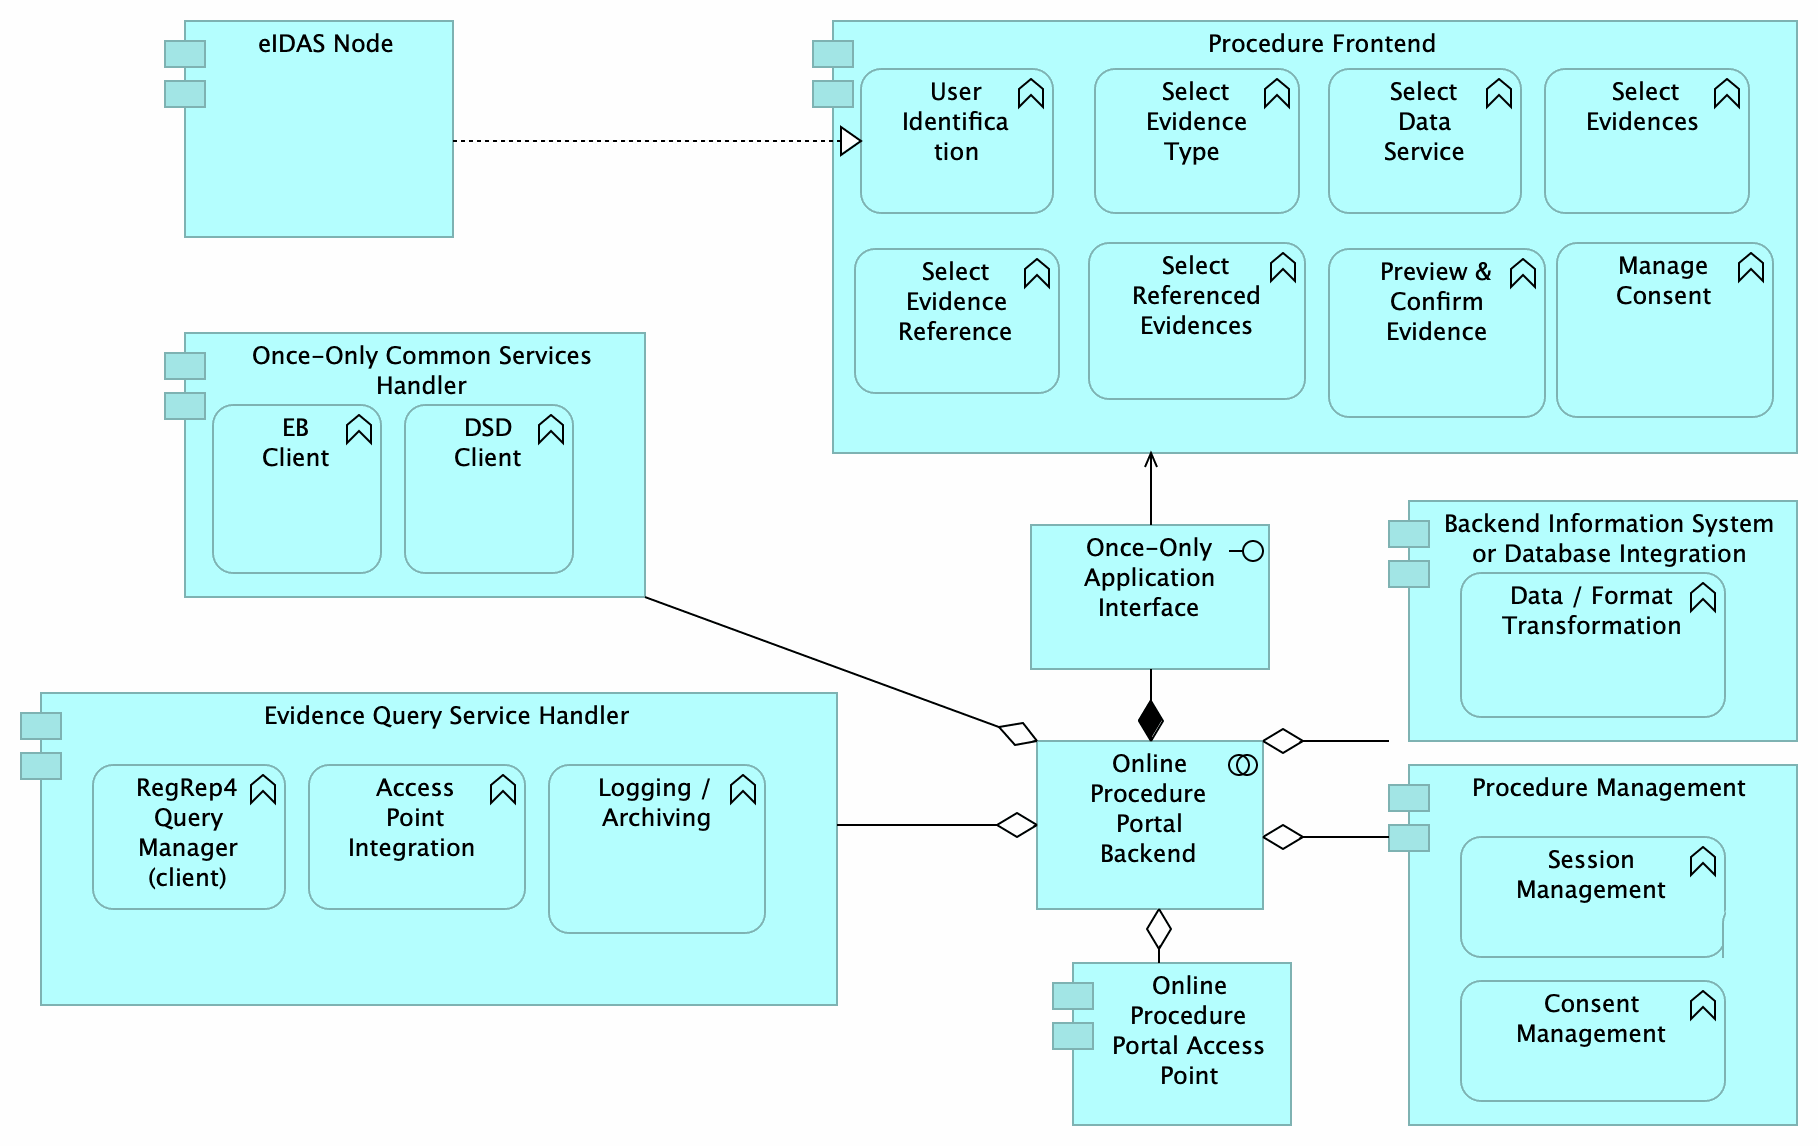 eIDAS Node
Procedure Frontend
User
Identifica
tion
Select
Evidence
Type
Select
Data
Service
Select
Evidences
Select
Evidence
Reference
Select
Referenced
Evidences
Preview &
Confirm
Evidence
Manage
Consent
Once-Only Common Services
Handler
EB
Client
DSD
Client
Once-Only
Application
Interface
Backend Information System
or Database Integration
Data / Format
Transformation
Evidence Query Service Handler
RegRep4
Query
Manager
(client)
Access
Point
Integration
Logging /
Archiving
Online
Procedure
Portal
Backend
Procedure Management
Session
Management
Consent
Management
Online
Procedure
Portal Access
Point